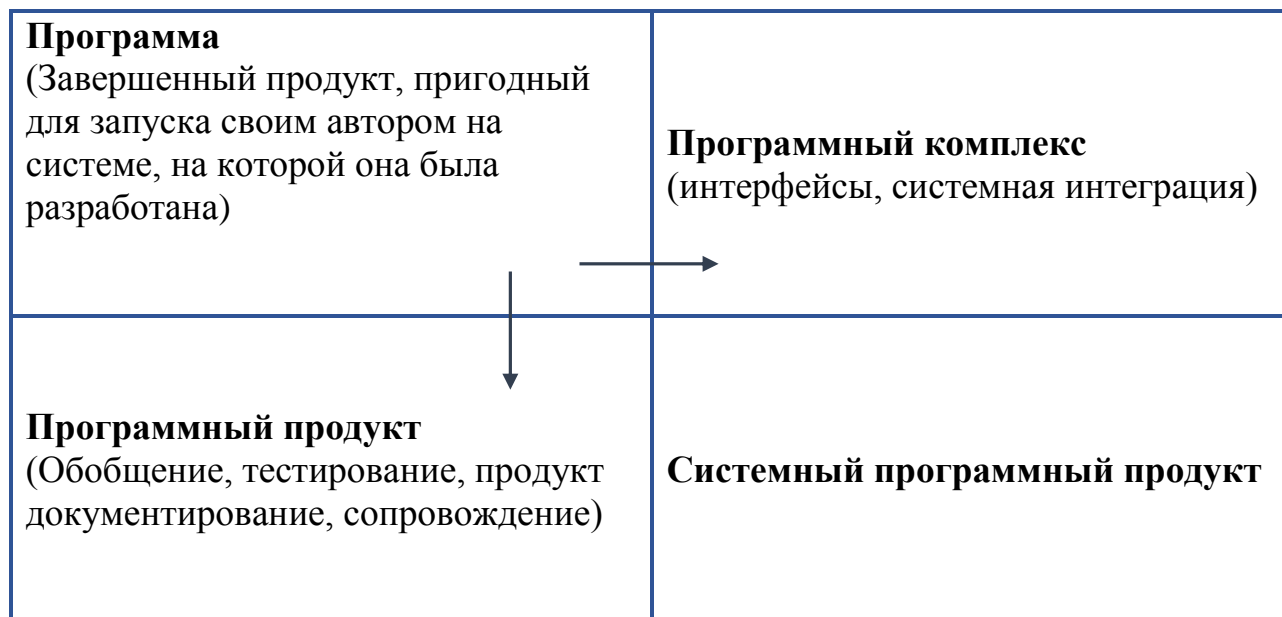 Программа
(Завершенный продукт, пригодный
для запуска своим автором на
системе, на которой она была
разработана)
Программный комплекс
(интерфейсы, системная интеграция)
Программный продукт
(Обобщение, тестирование, продукт
документирование, сопровождение)
Системный программный продукт